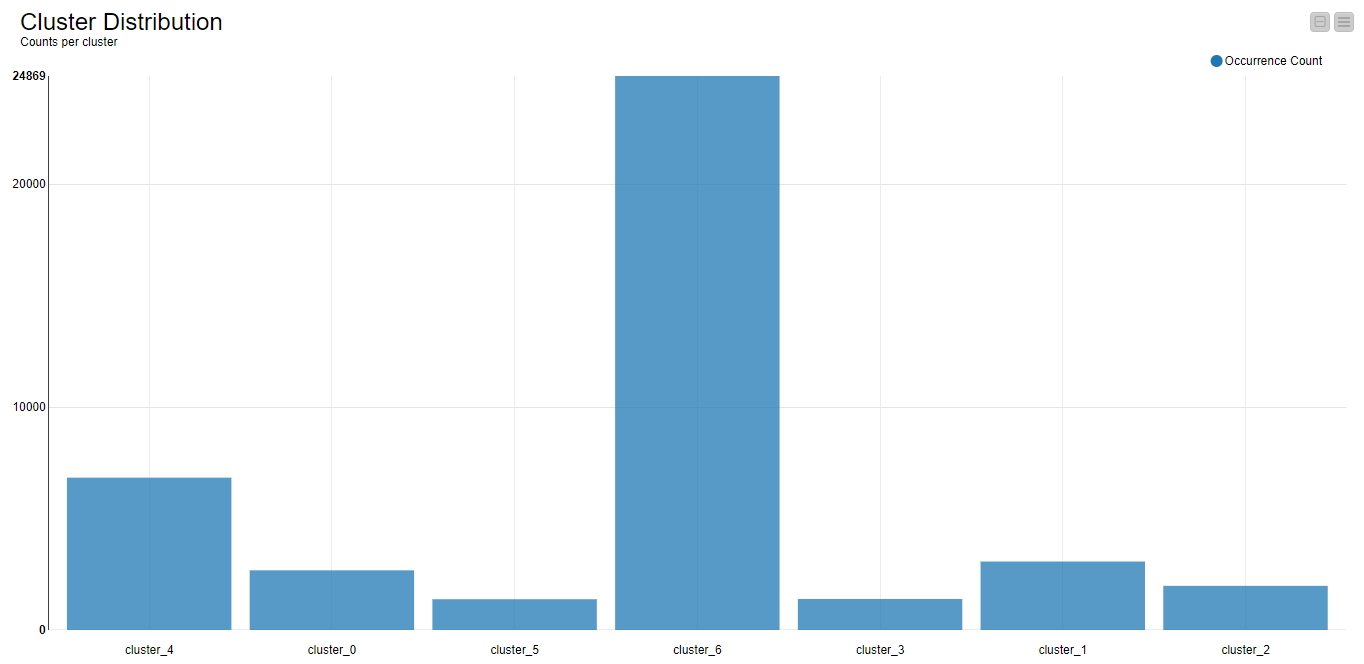 Cluster Distribution
Counts per cluster
Occurrence Count
24869
20000
10000
0
cluster_4 cluster_0 cluster_5 cluster_6 cluster_3 cluster_1 cluster_2